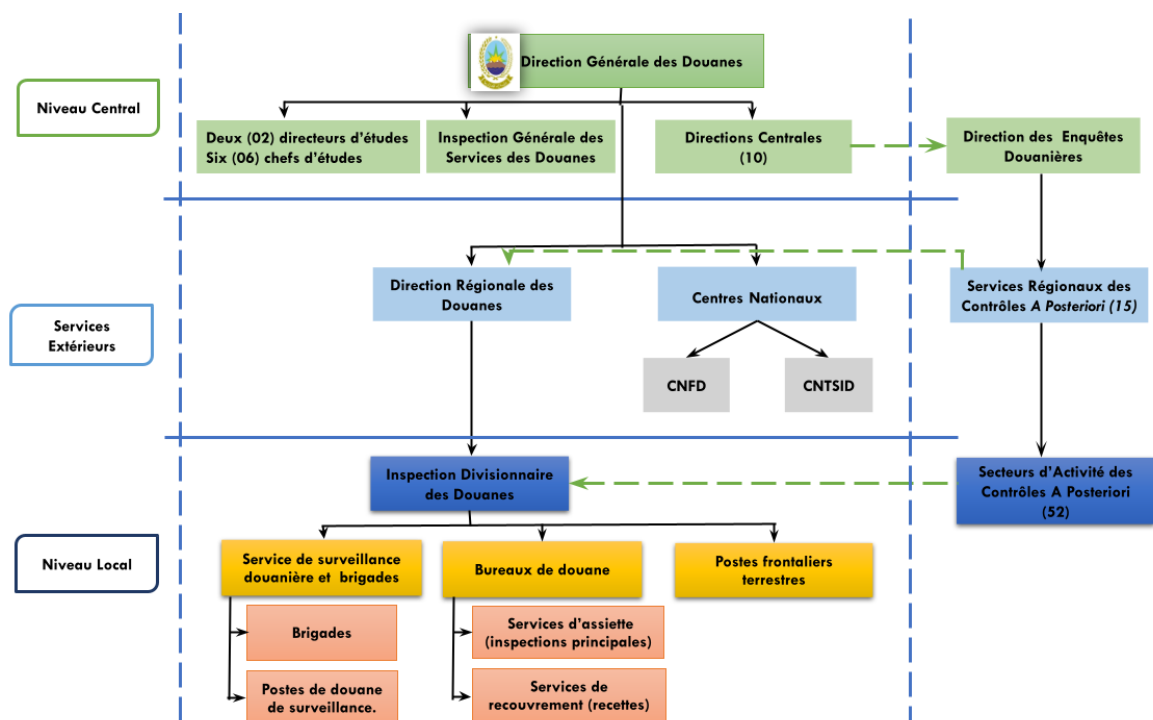 Direction Générale des Douanes
Niveau Central
Deux (02) directeurs d'études
Six (06) chefs d'études
Inspection Générale des
Services des Douanes
Directions Centrales
(10)
Direction des Enquêtes
Douanières
Services
Extérieurs
Direction Régionale des
Douanes
Centres Nationaux
Services Régionaux des
Contrôles A Posteriori (15)
CNFD
CNTSID
Inspection Divisionnaire
des Douanes
Secteurs d'Activité des
Contrôles A Posteriori
(52)
Niveau Local
Service de surveillance
douanière et brigades
Bureaux de douane
Postes frontaliers
terrestres
Brigades
Services d'assiette
(inspections principales)
Postes de douane
de surveillance.
Services de
recouvrement (recettes)